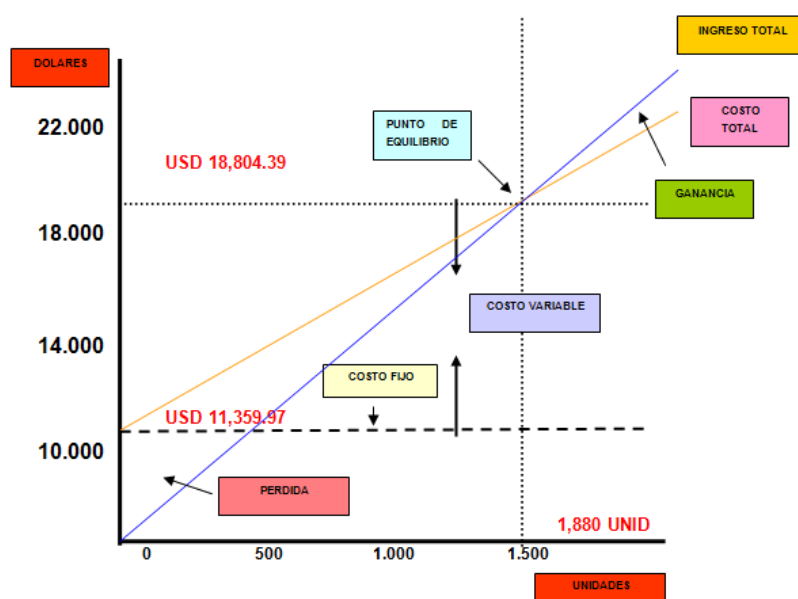 INGRESO TOTAL
DOLARES
COSTO
TOTAL
22.000
PUNTO DE
EQUILIBRIO
USD 18,804.39
GANANCIA
18.000
COSTO VARIABLE
14.000
COSTO FIJO
USD 11,359.97
10.000
PERDIDA
1,880 UNID
0 500 1.000 1.500
UNIDADES